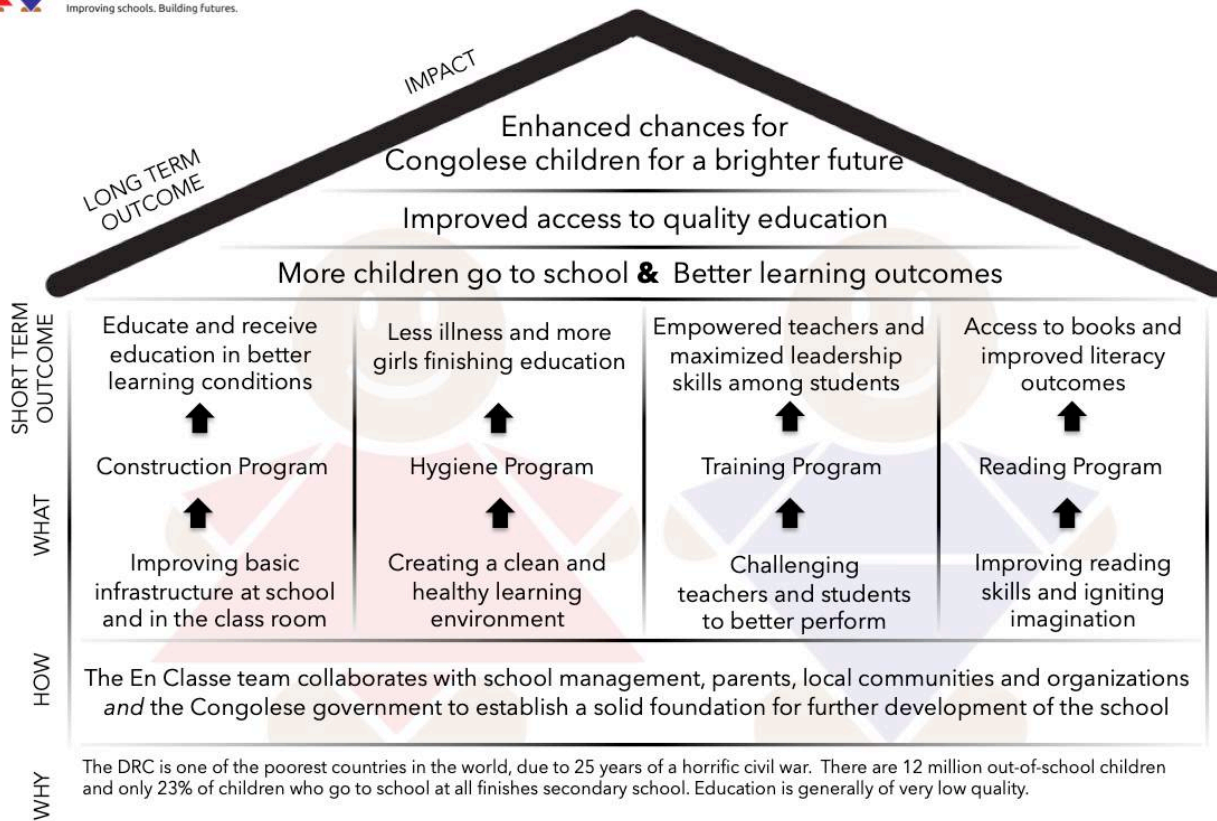 Improving schools. Building futures.
IMPACT
LONG TERM
OUTCOME
Enhanced chances for
Congolese children for a brighter future
Improved access to quality education
More children go to school & Better learning outcomes
SHORT TERM
OUTCOME
Educate and receive
education in better
learning conditions
Less illness and more
girls finishing education
Empowered teachers and
maximized leadership
skills among students
Access to books and
improved literacy
outcomes
WHAT
Construction Program
Hygiene Program
Training Program
Reading Program
Improving basic
infrastructure at school
and in the class room
Creating a clean and
healthy learning
environment
Challenging
teachers and students
to better perform
Improving reading
skills and igniting
imagination
HOW
The En Classe team collaborates with school management, parents, local communities and organizations
and the Congolese government to establish a solid foundation for further development of the school
WHY
The DRC is one of the poorest countries in the world, due to 25 years of a horrific civil war. There are 12 million out-of-school children
and only 23% of children who go to school at all finishes secondary school. Education is generally of very low quality.